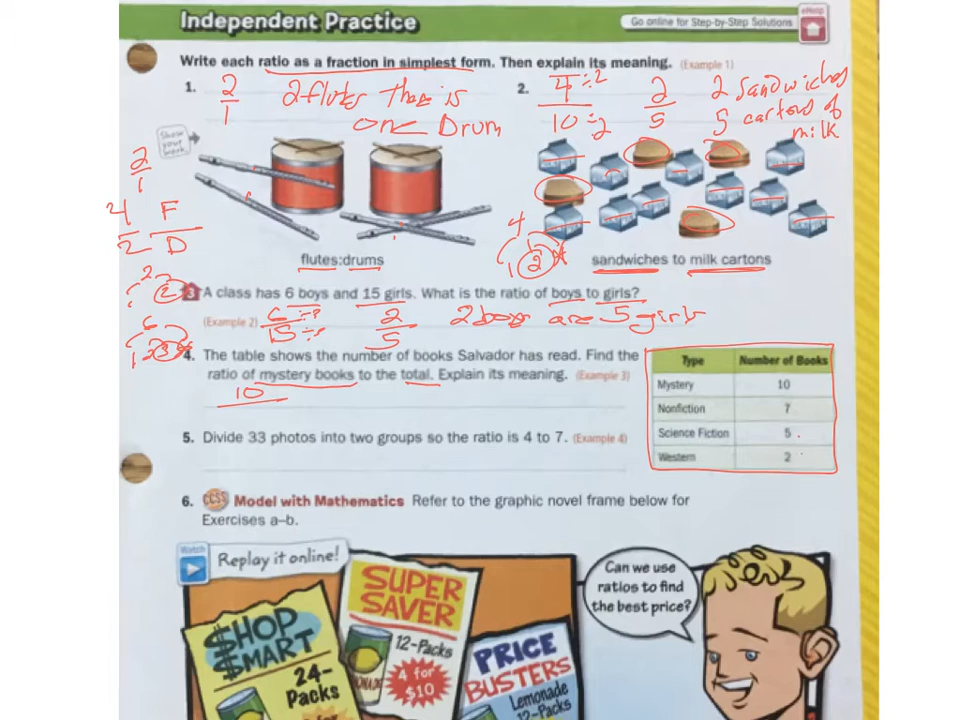 Independent Practice
Go online for Step-by-Step Solutions
eHelp
Write each ratio as a fraction in simplest form. Then explain its meaning. (Example 1)
1. 2/1 2 flutes there is
one Drum
2. 4÷2 2 2 Sandwiches
10÷2 5 5 cartons of
milk
Show
your
work.
2/1
4 F
2 D
flutes:drums
4
1 2
sandwiches to milk cartons
3 A class has 6 boys and 15 girls. What is the ratio of boys to girls?
(Example 2) 6÷3 2 2 boys are 5 girls
15÷3 5
4. The table shows the number of books Salvador has read. Find the
ratio of mystery books to the total. Explain its meaning. (Example 3)
10
Type Number of Books
Mystery 10
Nonfiction 7
Science Fiction 5
Western 2
5. Divide 33 photos into two groups so the ratio is 4 to 7. (Example 4)
6. CCSS Model with Mathematics Refer to the graphic novel frame below for
Exercises a–b.
Watch Replay it online!
Can we use
ratios to find
the best price?
$HOP
$MART
24-
Packs
SUPER
SAVER
12-Packs
4 for
$10
PRICE
BUSTERS
Lemonade
12-Packs